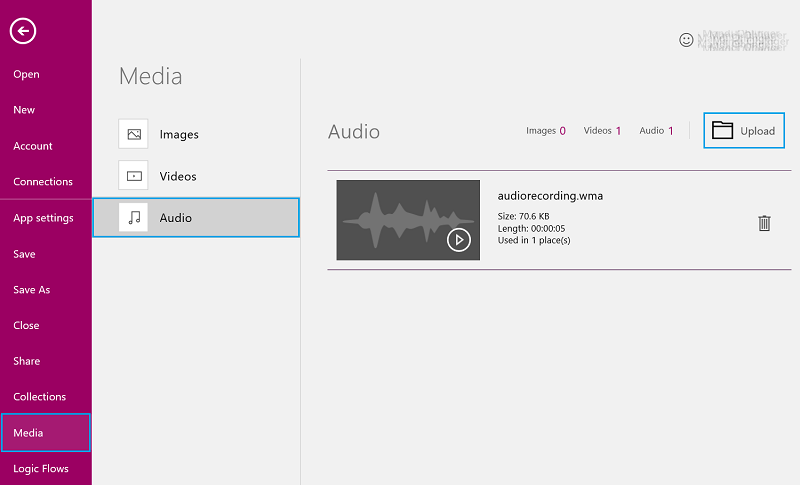 Open
New
Account
Connections
App settings
Save
Save As
Close
Share
Collections
Media
Logic Flows
Media
Images
Videos
Audio
Audio
Images 0 Videos 1 Audio 1
Upload
audiorecording.wma
Size: 70.6 KB
Length: 00:00:05
Used in 1 place(s)